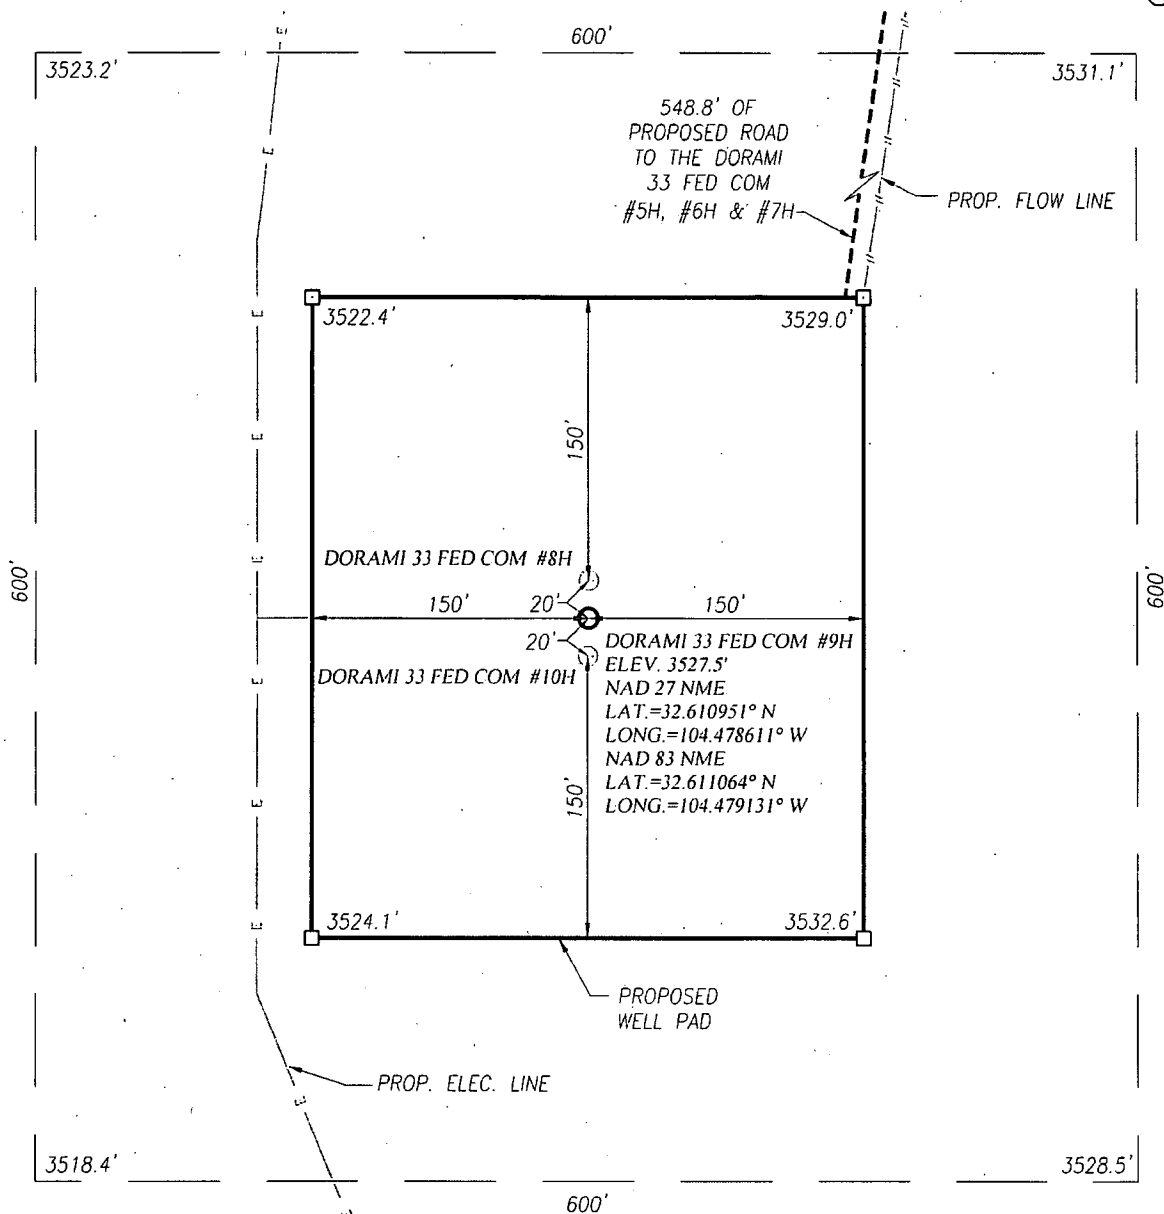 600'
3523.2'
3531.1'
548.8' OF
PROPOSED ROAD
TO THE DORAMI
33 FED COM
#5H, #6H & #7H
PROP. FLOW LINE
E
E
3522.4'
3529.0'
E
E
150'
DORAMI 33 FED COM #8H
E
600'
600'
150'
20'
150'
20'
DORAMI 33 FED COM #9H
ELEV. 3527.5'
DORAMI 33 FED COM #10H
E
NAD 27 NME
LAT.=32.610951° N
LONG.=104.478611° W
NAD 83 NME
LAT.=32.611064° N
LONG.=104.479131° W
150'
E
E
3524.1'
3532.6'
PROPOSED
WELL PAD
PROP. ELEC. LINE
E
3518.4'
3528.5'
600'